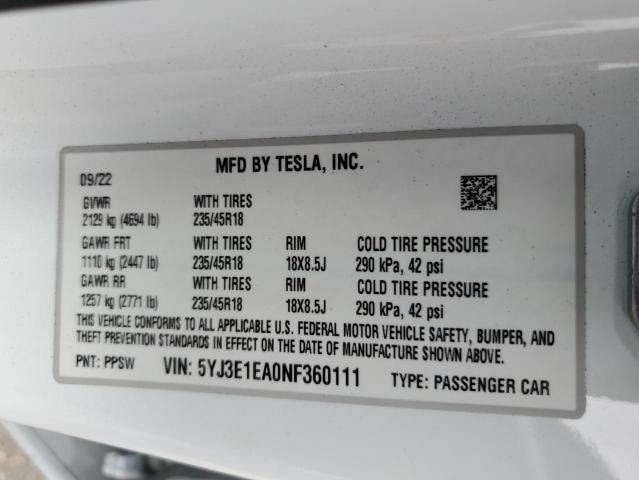 MFD BY TESLA, INC.
09/22
GVWR WITH TIRES
2129 kg (4694 lb) 235/45R18
GAWR FRT WITH TIRES RIM COLD TIRE PRESSURE
1110 kg (2447 lb) 235/45R18 18X8.5J 290 kPa, 42 psi
GAWR RR WITH TIRES RIM COLD TIRE PRESSURE
1257 kg (2771 lb) 235/45R18 18X8.5J 290 kPa, 42 psi
THIS VEHICLE CONFORMS TO ALL APPLICABLE U.S. FEDERAL MOTOR VEHICLE SAFETY, BUMPER, AND
THEFT PREVENTION STANDARDS IN EFFECT ON THE DATE OF MANUFACTURE SHOWN ABOVE.
PNT: PPSW VIN: 5YJ3E1EA0NF360111 TYPE: PASSENGER CAR